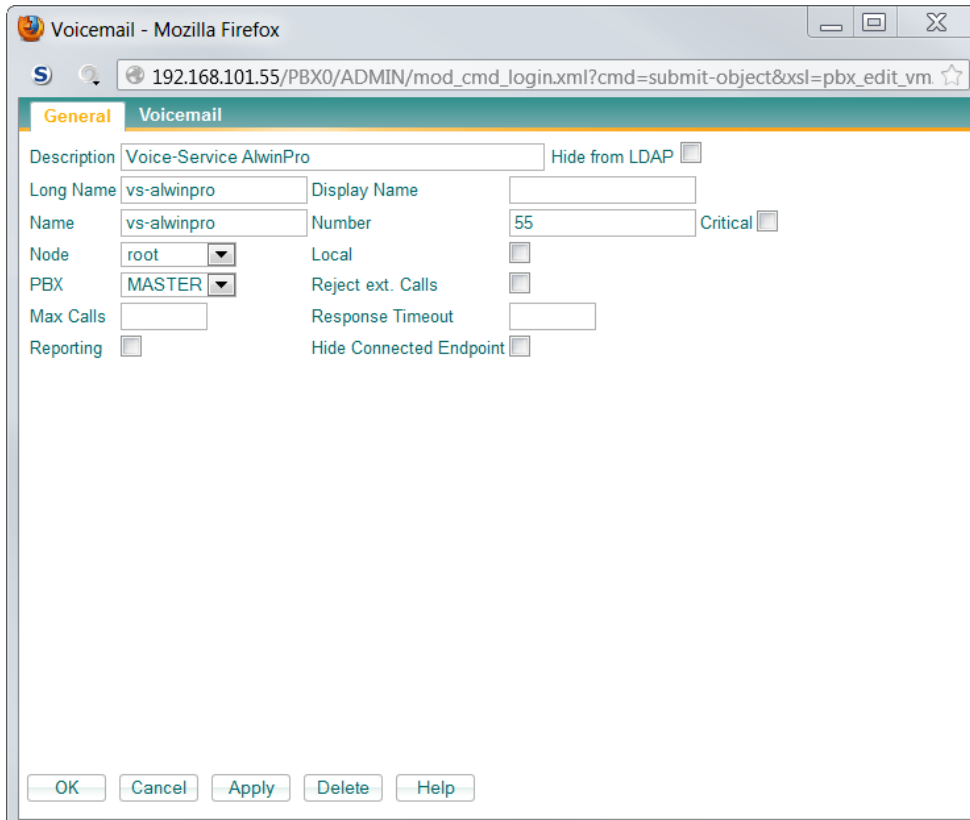 Voicemail - Mozilla Firefox
S 192.168.101.55/PBX0/ADMIN/mod_cmd_login.xml?cmd=submit-object&xsl=pbx_edit_vm.
General Voicemail
Description Voice-Service AlwinPro Hide from LDAP
Long Name vs-alwinpro Display Name
Name vs-alwinpro Number 55 Critical
Node root Local
PBX MASTER Reject ext. Calls
Max Calls Response Timeout
Reporting Hide Connected Endpoint
OK Cancel Apply Delete Help